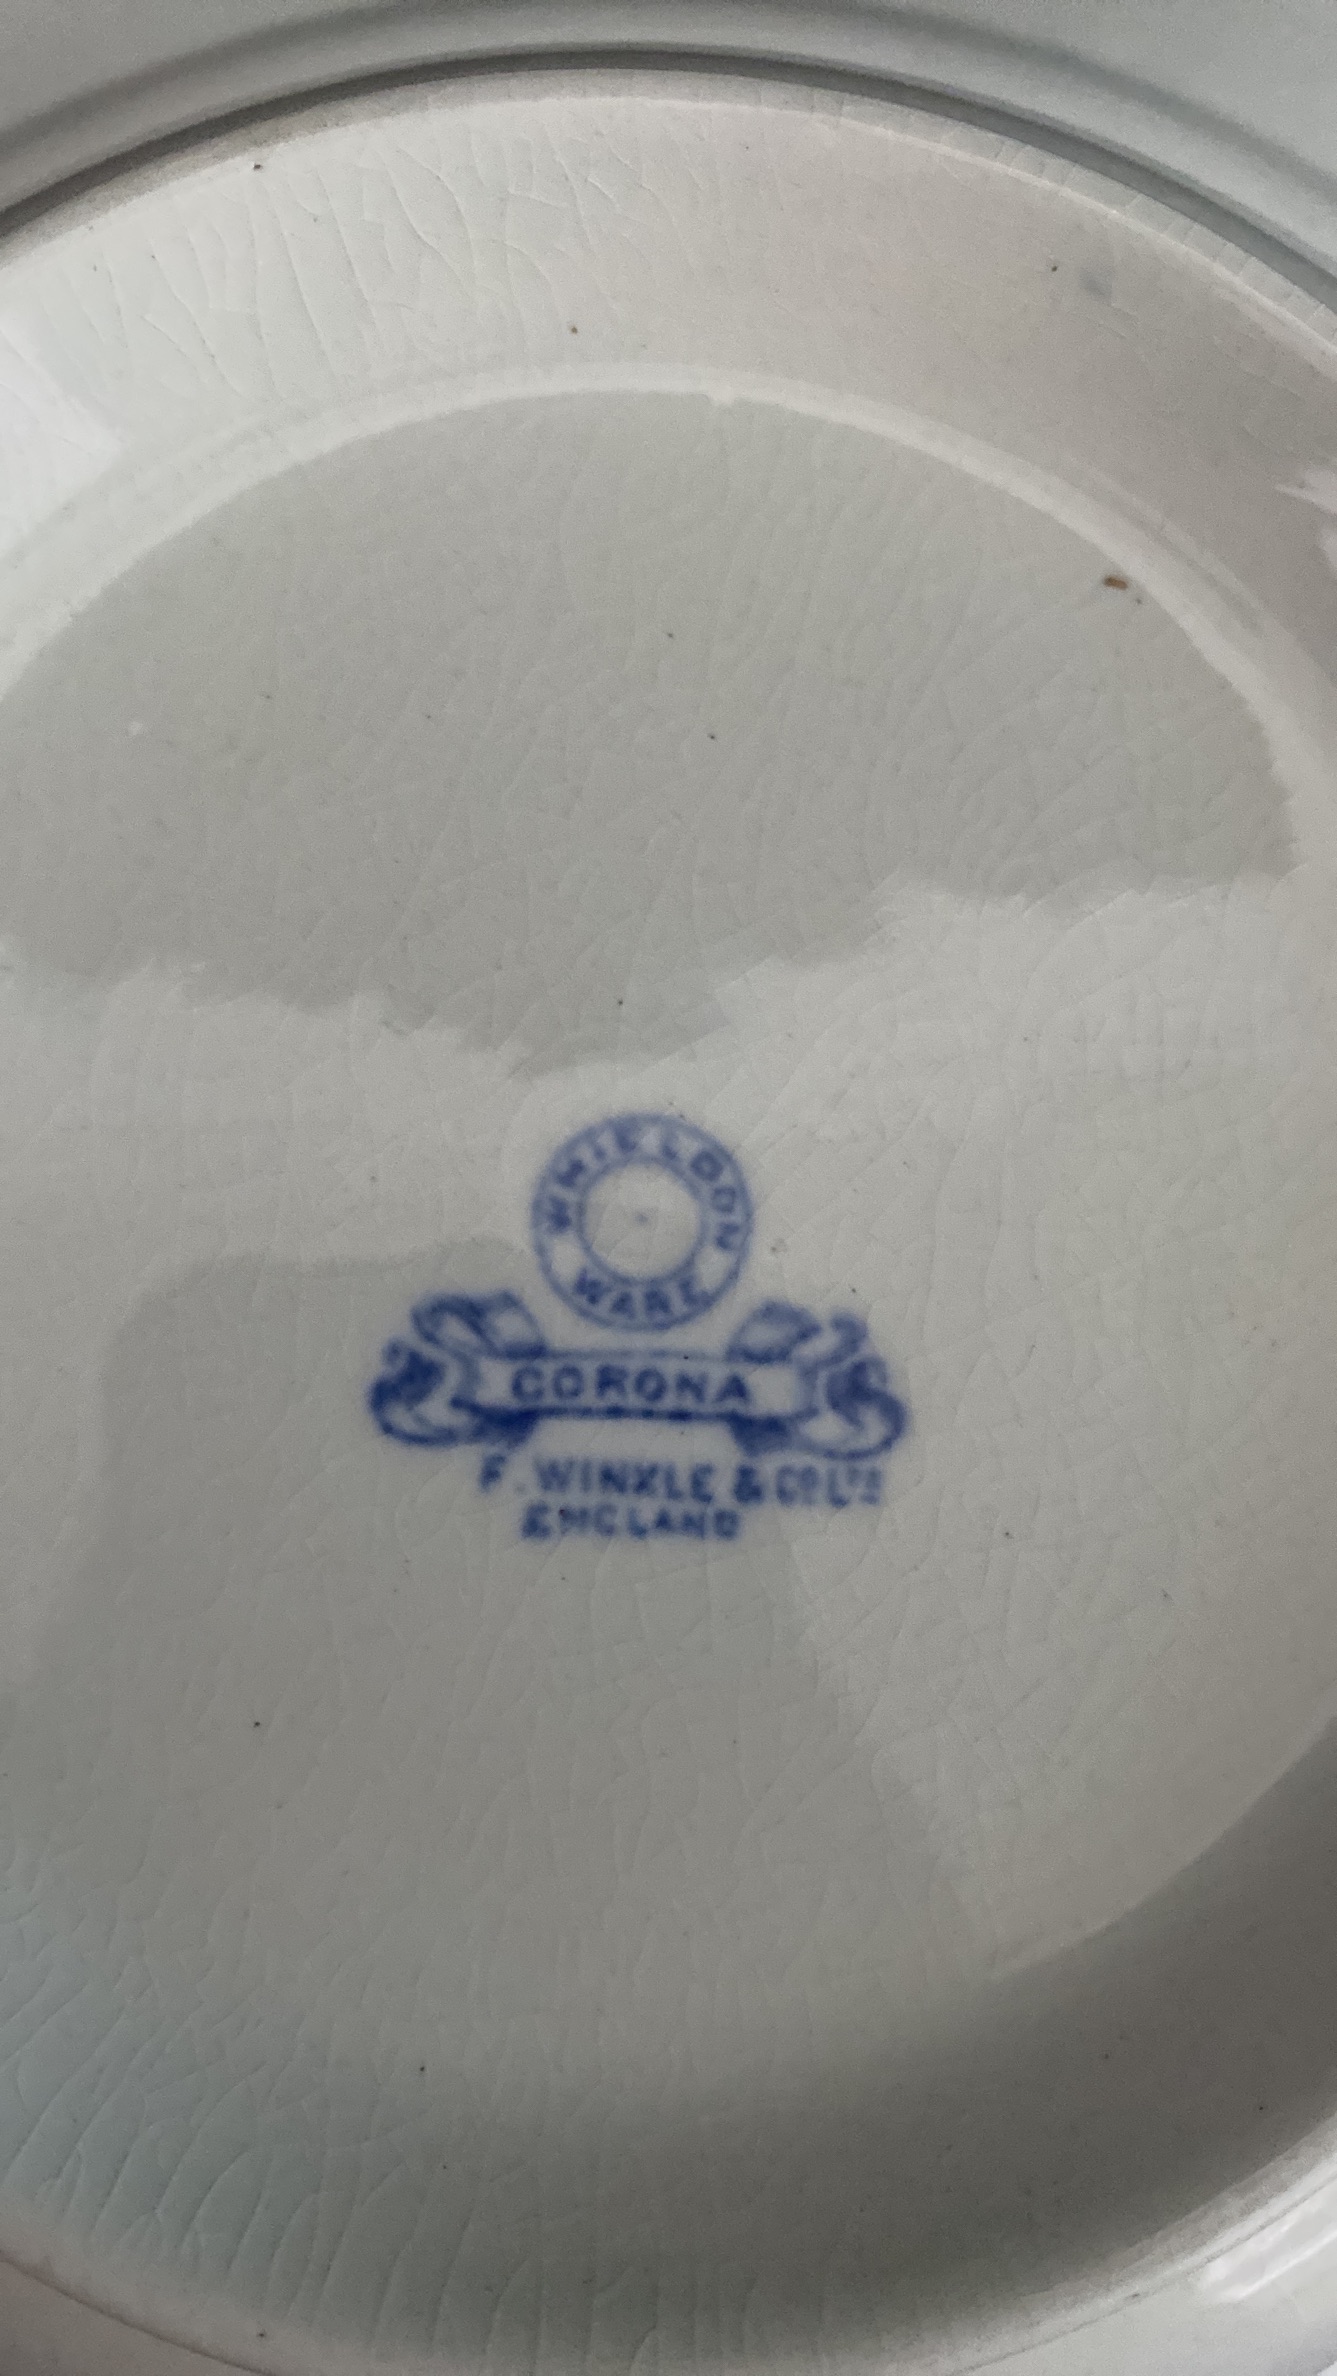 WHIELDON
WARE
CORONA
F. WINKLE & CO LTD
ENGLAND